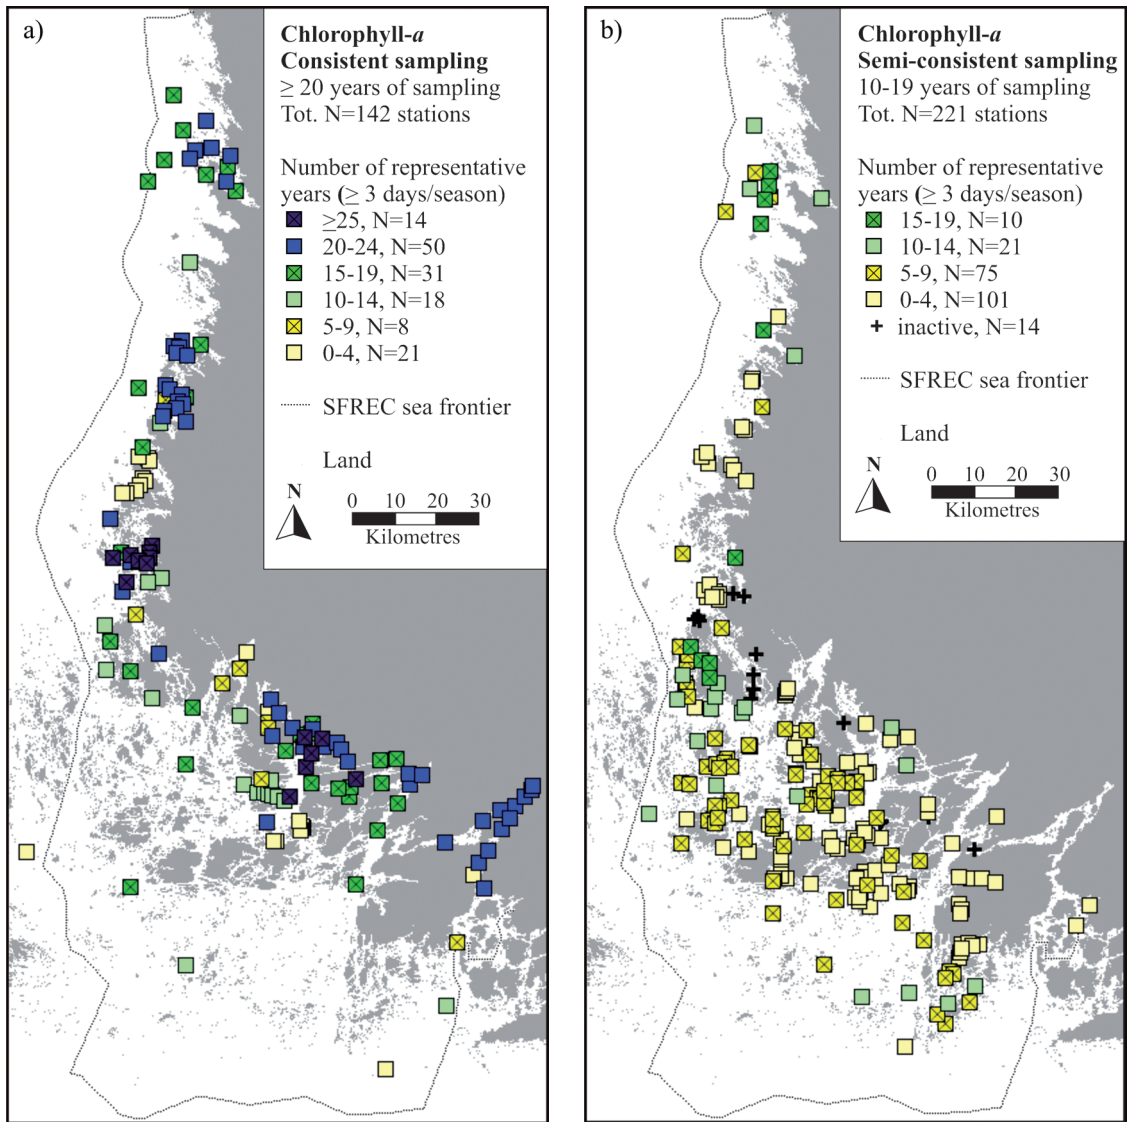 a)
Chlorophyll-a
Consistent sampling
≥ 20 years of sampling
Tot. N=142 stations
Number of representative
years (≥ 3 days/season)
≥25, N=14
20-24, N=50
15-19, N=31
10-14, N=18
5-9, N=8
0-4, N=21
SFREC sea frontier
Land
N
0 10 20 30
Kilometres
b)
Chlorophyll-a
Semi-consistent sampling
10-19 years of sampling
Tot. N=221 stations
Number of representative
years (≥ 3 days/season)
15-19, N=10
10-14, N=21
5-9, N=75
0-4, N=101
inactive, N=14
SFREC sea frontier
Land
N
0 10 20 30
Kilometres